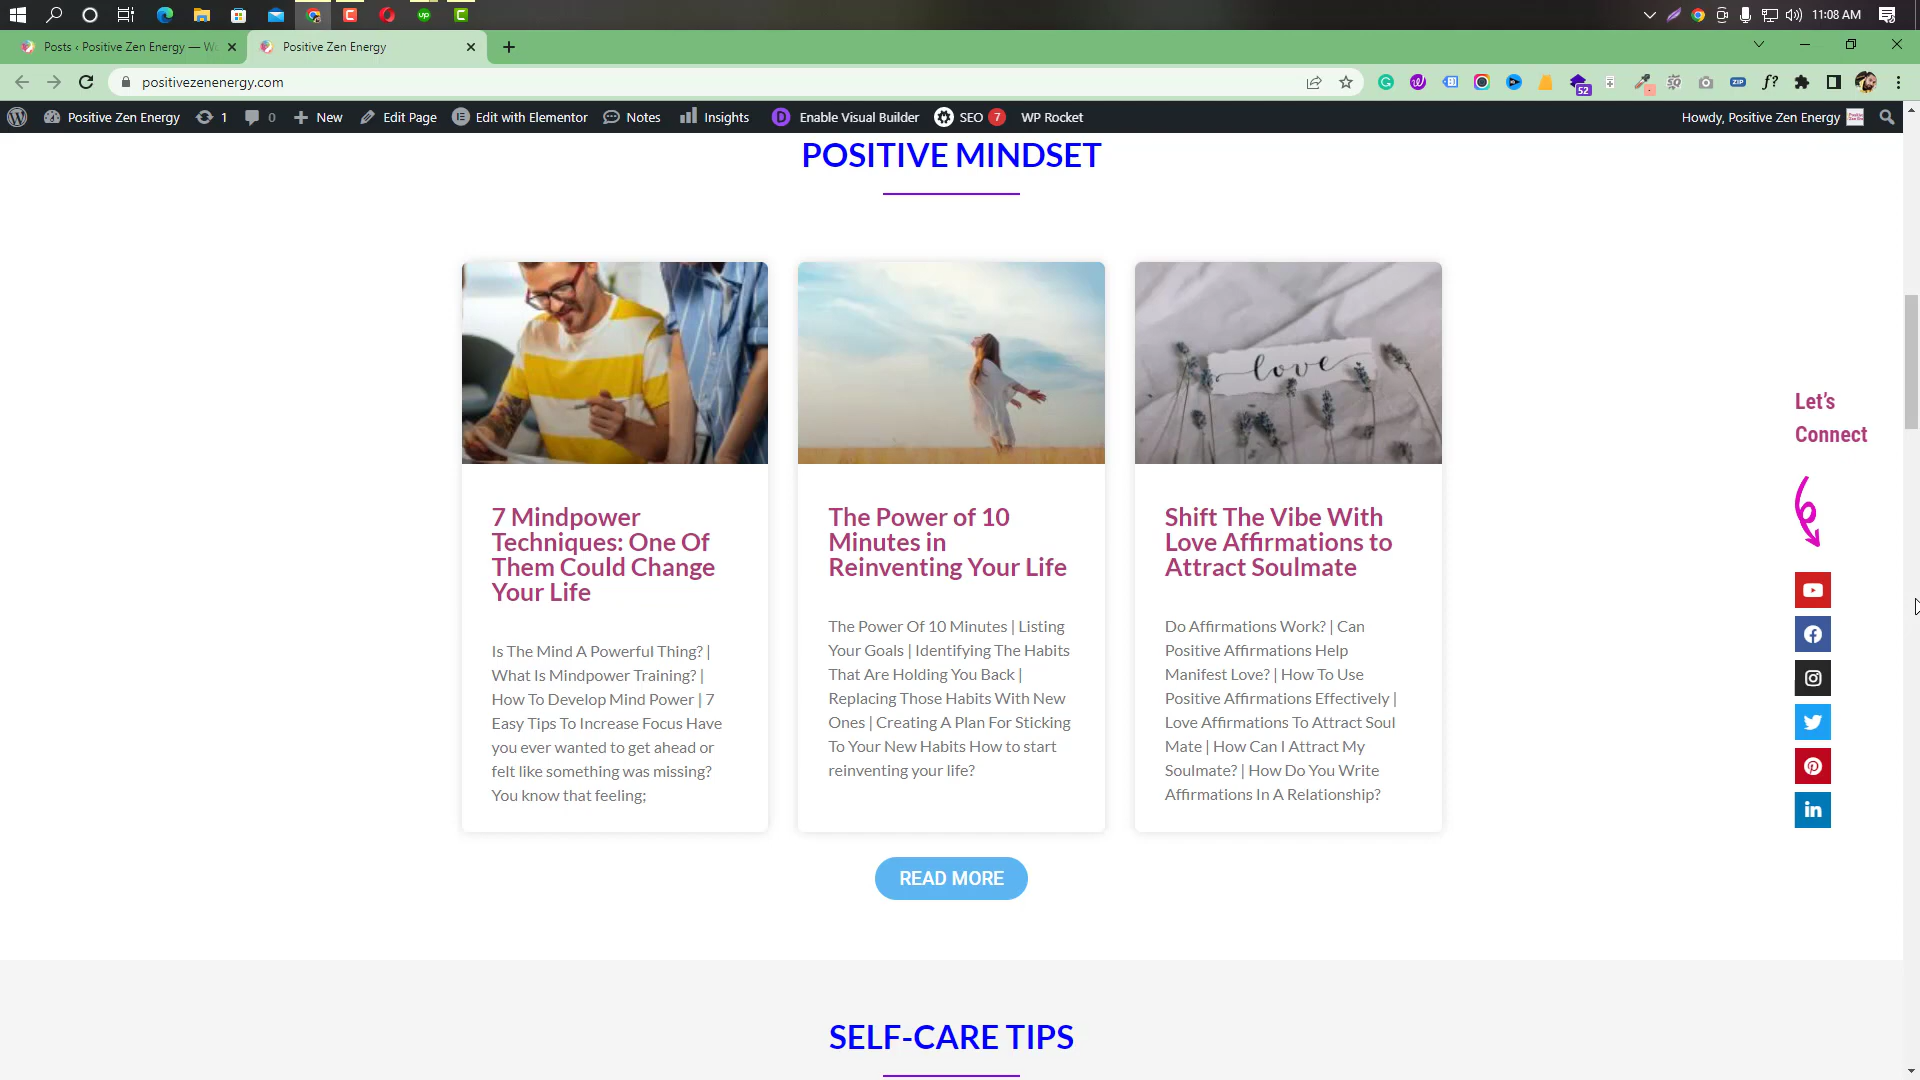 11:08 AM
Posts ‹ Positive Zen Energy — W
Positive Zen Energy
positivezenenergy.com
52
ZIP
f?
Positive Zen Energy
1
0
New
Edit Page
Edit with Elementor
Notes
Insights
D
Enable Visual Builder
SEO
7
WP Rocket
Howdy, Positive Zen Energy
POSITIVE MINDSET
love
7 Mindpower
Techniques: One Of
Them Could Change
Your Life
Is The Mind A Powerful Thing? |
What Is Mindpower Training? |
How To Develop Mind Power | 7
Easy Tips To Increase Focus Have
you ever wanted to get ahead or
felt like something was missing?
You know that feeling;
The Power of 10
Minutes in
Reinventing Your Life
The Power Of 10 Minutes | Listing
Your Goals | Identifying The Habits
That Are Holding You Back |
Replacing Those Habits With New
Ones | Creating A Plan For Sticking
To Your New Habits How to start
reinventing your life?
Shift The Vibe With
Love Affirmations to
Attract Soulmate
Do Affirmations Work? | Can
Positive Affirmations Help
Manifest Love? | How To Use
Positive Affirmations Effectively |
Love Affirmations To Attract Soul
Mate | How Can I Attract My
Soulmate? | How Do You Write
Affirmations In A Relationship?
READ MORE
Let's
Connect
SELF-CARE TIPS